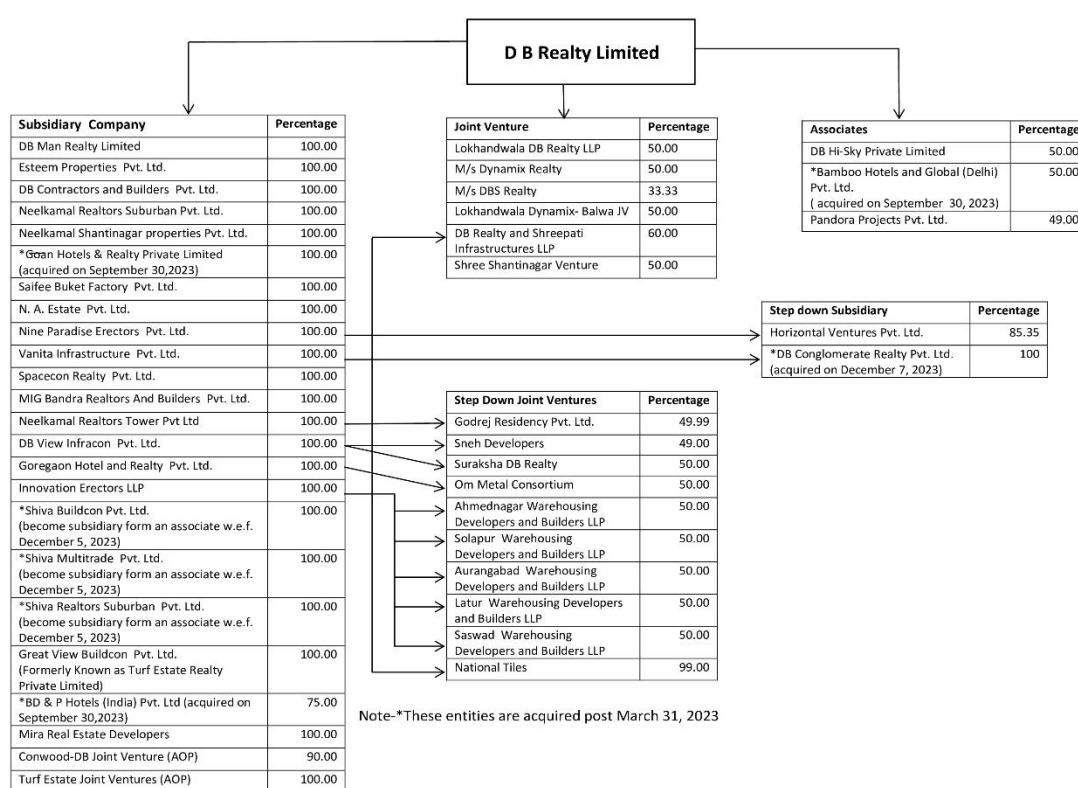 D B Realty Limited
Subsidiary Company Percentage
DB Man Realty Limited 100.00
Esteem Properties Pvt. Ltd. 100.00
DB Contractors and Builders Pvt. Ltd. 100.00
Neelkamal Realtors Suburban Pvt. Ltd. 100.00
Neelkamal Shantinagar properties Pvt. Ltd. 100.00
*Goan Hotels & Realty Private Limited 100.00
(acquired on September 30,2023)
Saifee Buket Factory Pvt. Ltd. 100.00
N. A. Estate Pvt. Ltd. 100.00
Nine Paradise Erectors Pvt. Ltd. 100.00
Vanita Infrastructure Pvt. Ltd. 100.00
Spacecon Realty Pvt. Ltd. 100.00
MIG Bandra Realtors And Builders Pvt. Ltd. 100.00
Neelkamal Realtors Tower Pvt Ltd 100.00
DB View Infracon Pvt. Ltd. 100.00
Goregaon Hotel and Realty Pvt. Ltd. 100.00
Innovation Erectors LLP 100.00
*Shiva Buildcon Pvt. Ltd. 100.00
(become subsidiary form an associate w.e.f.
December 5, 2023)
*Shiva Multitrade Pvt. Ltd. 100.00
(become subsidiary form an associate w.e.f.
December 5, 2023)
*Shiva Realtors Suburban Pvt. Ltd. 100.00
(become subsidiary form an associate w.e.f.
December 5, 2023)
Great View Buildcon Pvt. Ltd. 100.00
(Formerly Known as Turf Estate Realty
Private Limited)
*BD & P Hotels (India) Pvt. Ltd (acquired on 75.00
September 30,2023)
Mira Real Estate Developers 100.00
Conwood-DB Joint Venture (AOP) 90.00
Turf Estate Joint Ventures (AOP) 100.00
Joint Venture Percentage
Lokhandwala DB Realty LLP 50.00
M/s Dynamix Realty 50.00
M/s DBS Realty 33.33
Lokhandwala Dynamix- Balwa JV 50.00
DB Realty and Shreepati 60.00
Infrastructures LLP
Shree Shantinagar Venture 50.00
Associates Percentage
DB Hi-Sky Private Limited 50.00
*Bamboo Hotels and Global (Delhi) 50.00
Pvt. Ltd.
( acquired on September 30, 2023)
Pandora Projects Pvt. Ltd. 49.00
Step down Subsidiary Percentage
Horizontal Ventures Pvt. Ltd. 85.35
*DB Conglomerate Realty Pvt. Ltd. 100
(acquired on December 7, 2023)
Step Down Joint Ventures Percentage
Godrej Residency Pvt. Ltd. 49.99
Sneh Developers 49.00
Suraksha DB Realty 50.00
Om Metal Consortium 50.00
Ahmednagar Warehousing 50.00
Developers and Builders LLP
Solapur Warehousing 50.00
Developers and Builders LLP
Aurangabad Warehousing 50.00
Developers and Builders LLP
Latur Warehousing Developers 50.00
and Builders LLP
Saswad Warehousing 50.00
Developers and Builders LLP
National Tiles 99.00
Note-*These entities are acquired post March 31, 2023